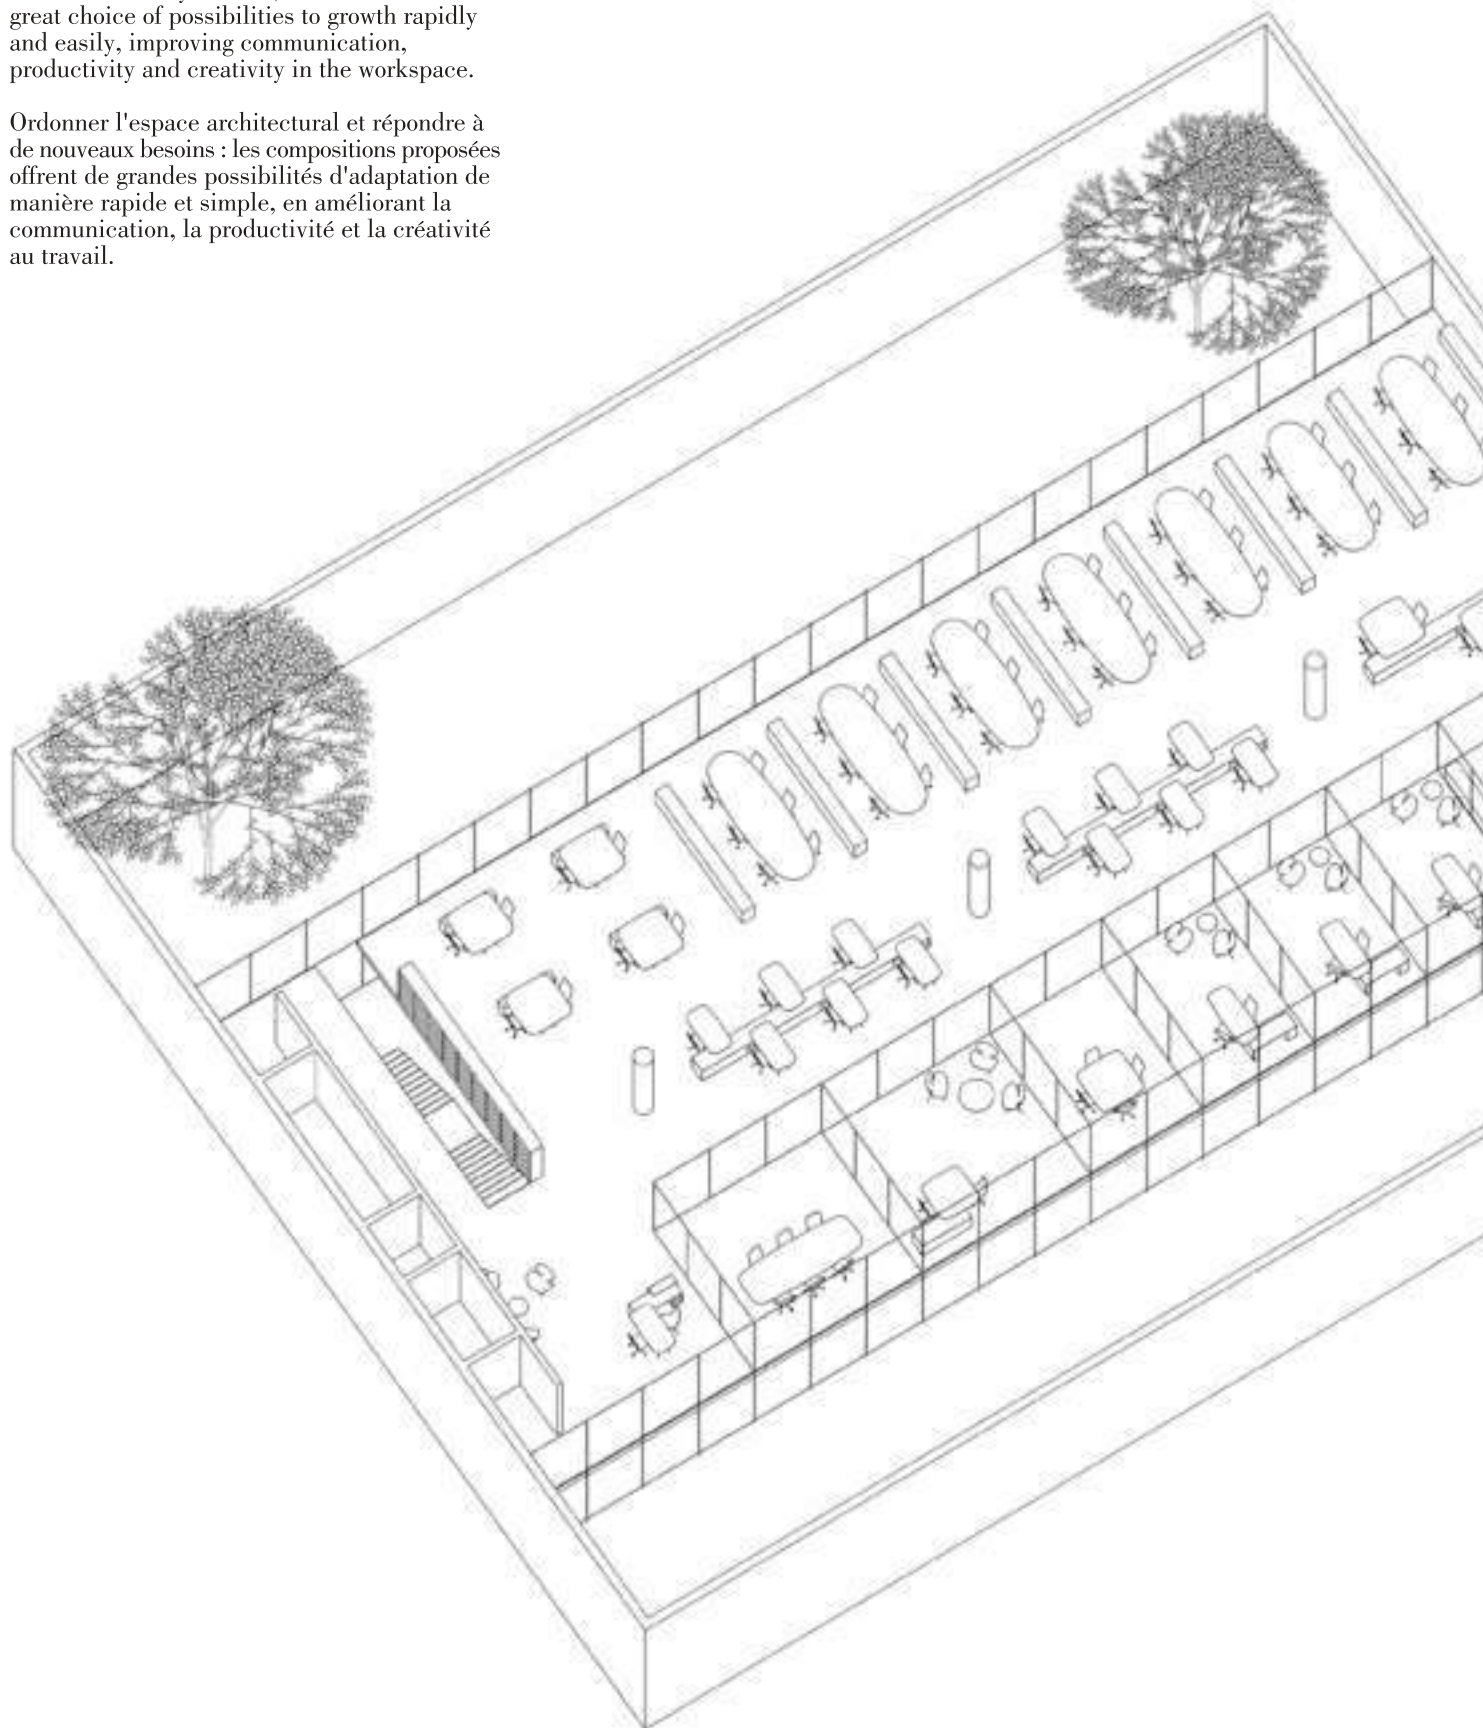 great choice of possibilities to growth rapidly
and easily, improving communication,
productivity and creativity in the workspace.
Ordonner l'espace architectural et répondre à
de nouveaux besoins : les compositions proposées
offrent de grandes possibilités d'adaptation de
manière rapide et simple, en améliorant la
communication, la productivité et la créativité
au travail.